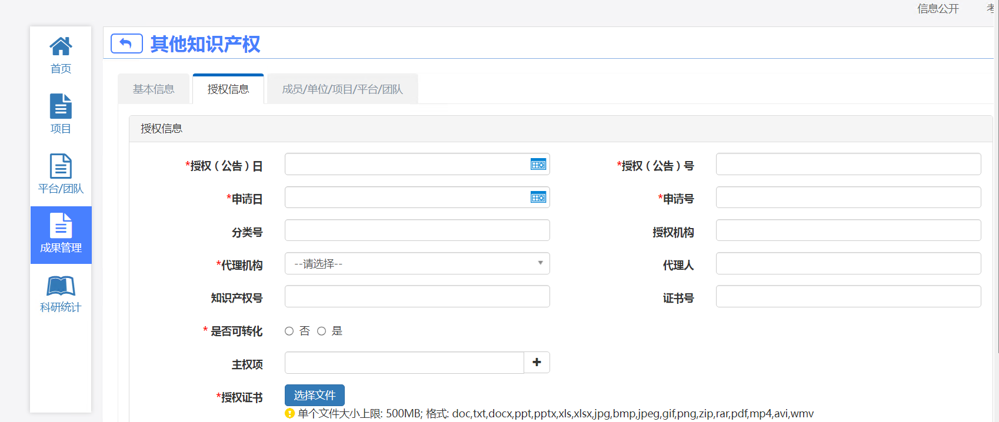 信息公开
首页
项目
平台/团队
成果管理
科研统计
其他知识产权
基本信息 授权信息 成员/单位/项目/平台/团队
授权信息
*授权（公告）日 *授权（公告）号
*申请日 *申请号
分类号 授权机构
*代理机构 --请选择-- 代理人
知识产权号 证书号
* 是否可转化 否 是
主权项
*授权证书 选择文件
单个文件大小上限: 500MB; 格式: doc,txt,docx,ppt,pptx,xls,xlsx,jpg,bmp,jpeg,gif,png,zip,rar,pdf,mp4,avi,wmv